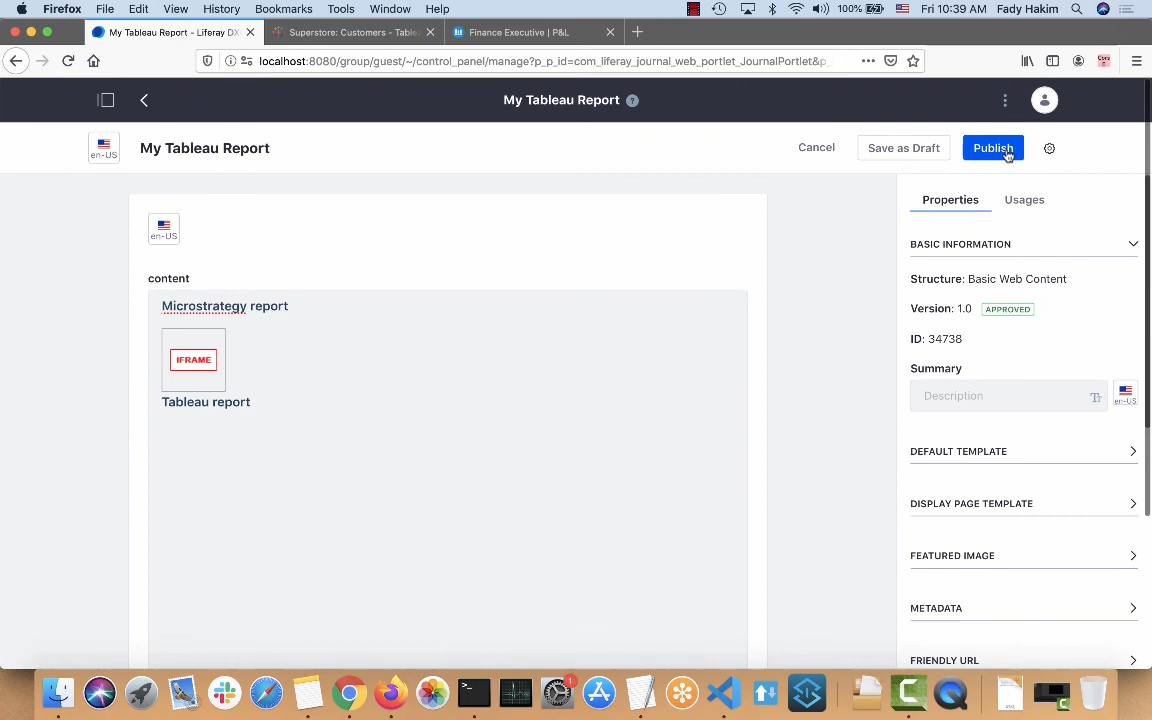 Firefox File Edit View History Bookmarks Tools Window Help 100% Fri 10:39 AM Fady Hakim
My Tableau Report - Liferay DX
Superstore: Customers - Table
Finance Executive | P&L
localhost:8080/group/guest/~/control_panel/manage?p_p_id=com_liferay_journal_web_portlet_JournalPortlet&p_
My Tableau Report ?
en-US
My Tableau Report
Cancel
Save as Draft
Publish
en-US
content
Microstrategy report
IFRAME
Tableau report
Properties
Usages
BASIC INFORMATION
Structure: Basic Web Content
Version: 1.0 APPROVED
ID: 34738
Summary
Description
en-US
DEFAULT TEMPLATE
DISPLAY PAGE TEMPLATE
FEATURED IMAGE
METADATA
FRIENDLY URL
1